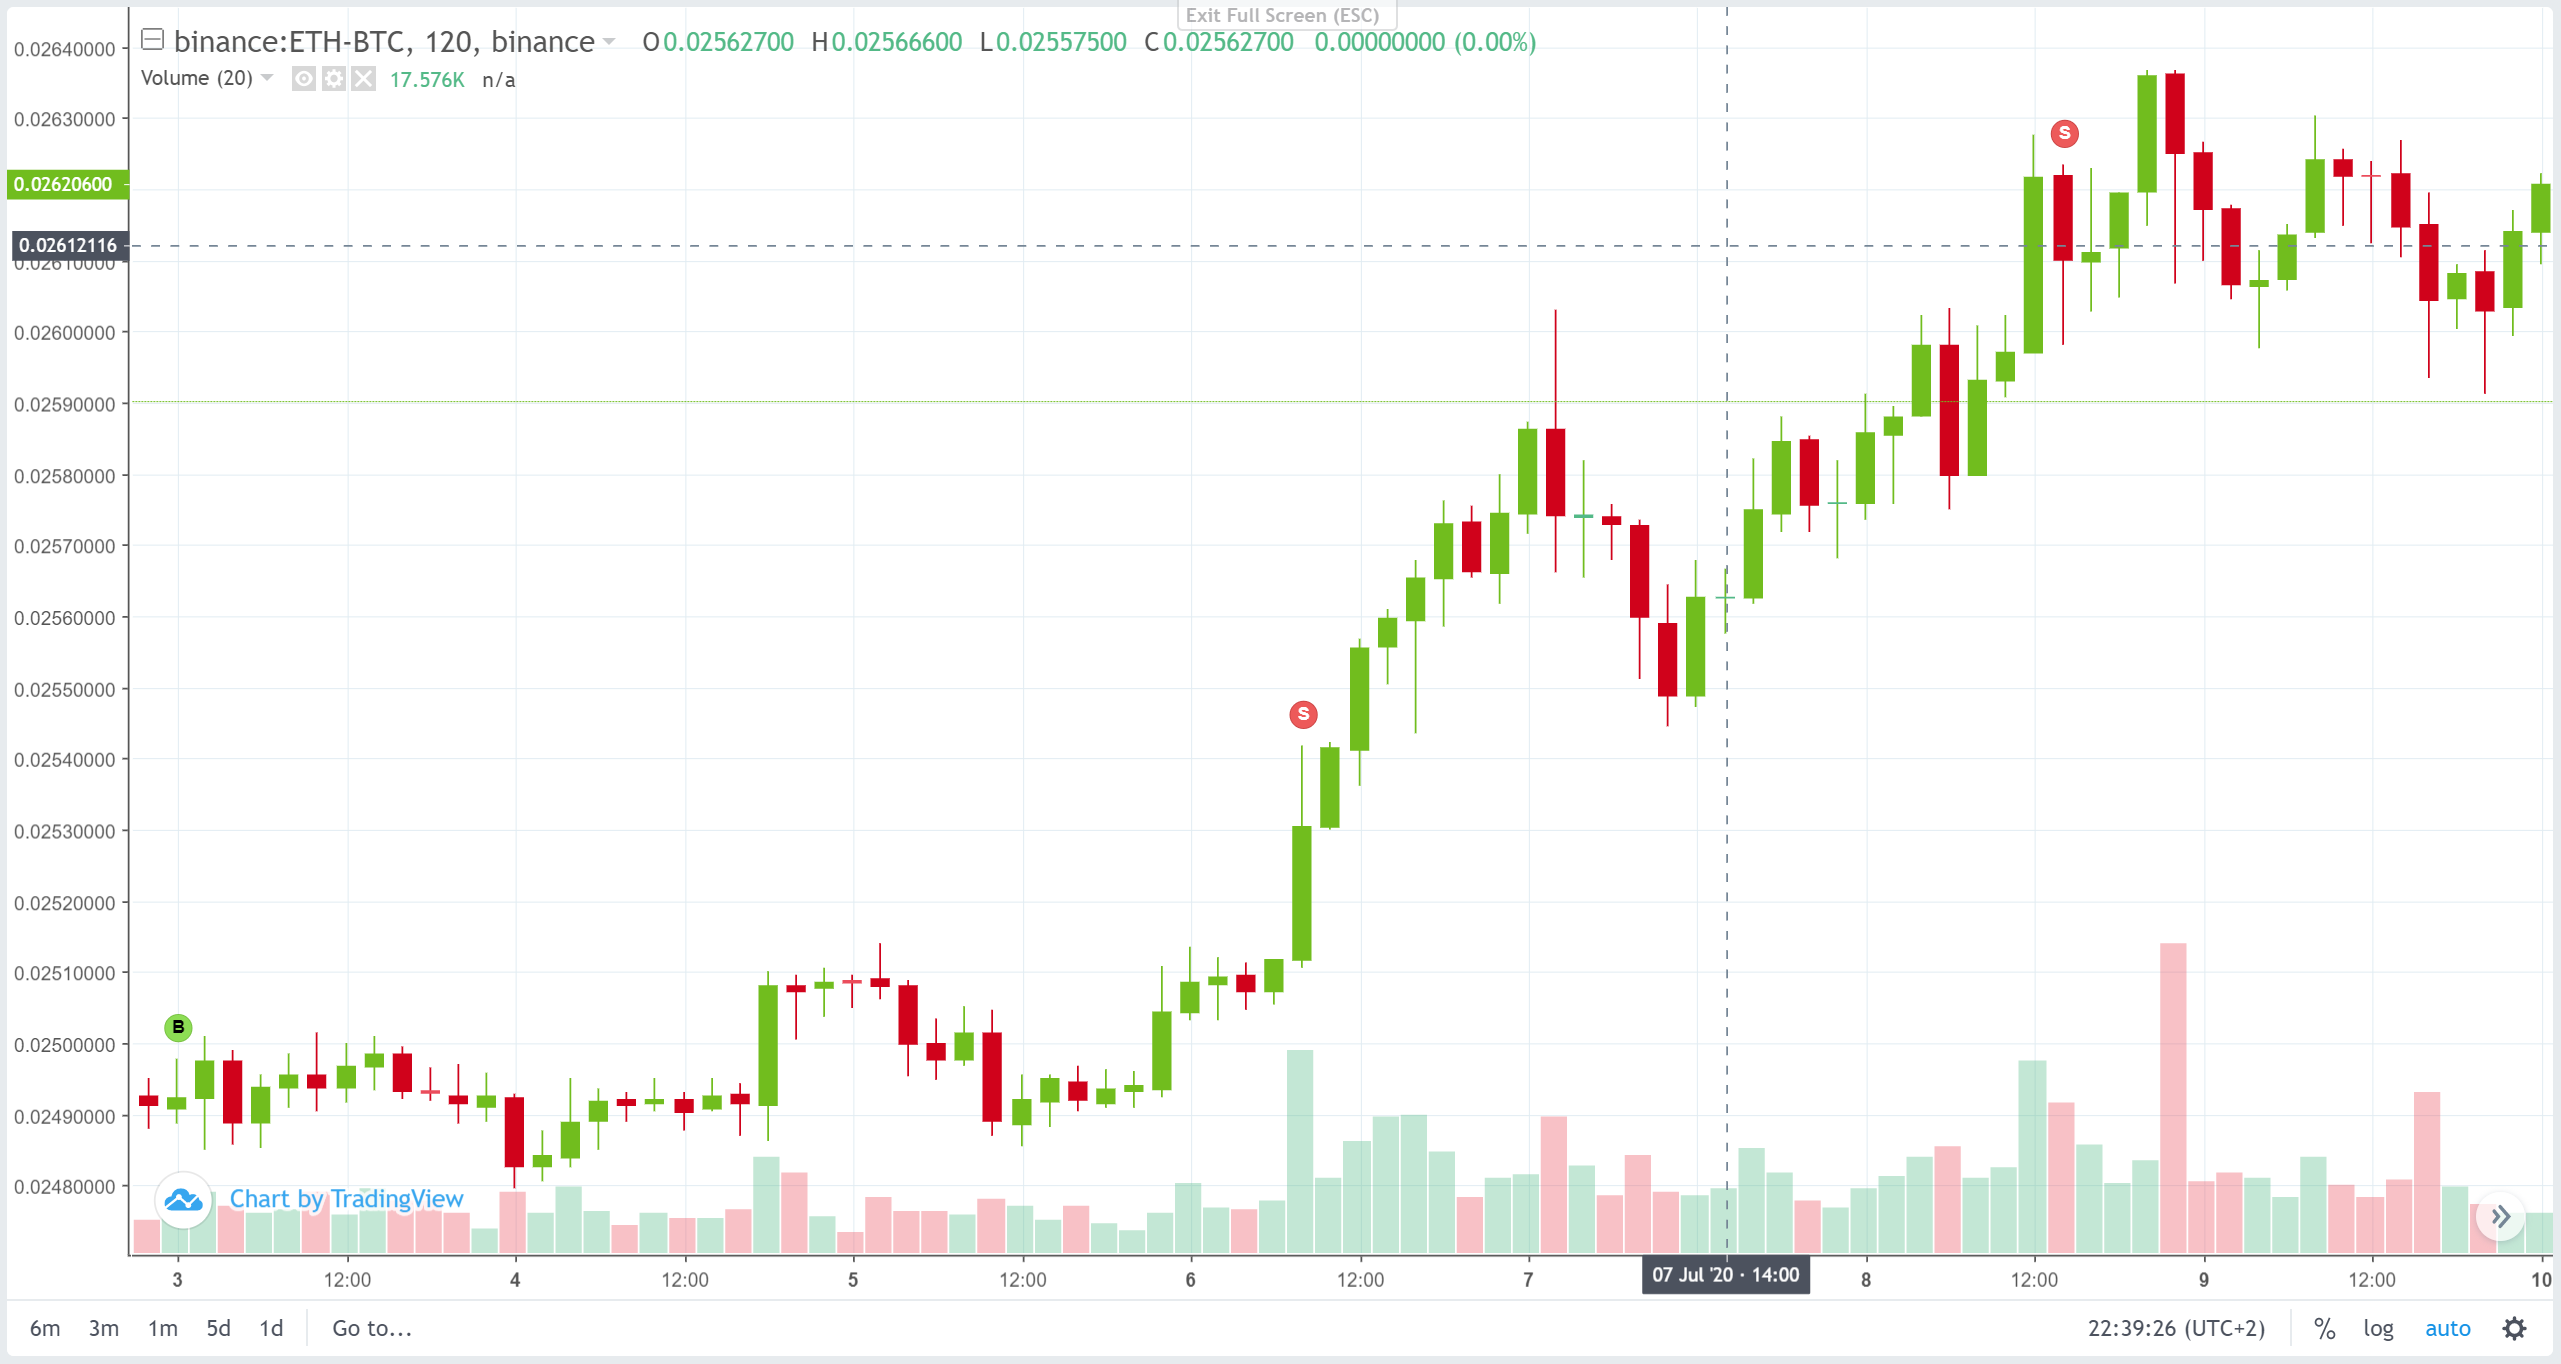 Exit Full Screen (ESC)
binance:ETH-BTC, 120, binance O0.02562700 H0.02566600 L0.02557500 C0.02562700 0.00000000 (0.00%)
Volume (20) 17.576K n/a
0.02640000
0.02630000
0.02620600
0.02612116
0.02610000
0.02600000
0.02590000
0.02580000
0.02570000
0.02560000
0.02550000
0.02540000
0.02530000
0.02520000
0.02510000
0.02500000
0.02490000
0.02480000
S
S
B
Chart by TradingView
3 12:00 4 12:00 5 12:00 6 12:00 7 07 Jul '20 · 14:00 8 12:00 9 12:00 10
6m 3m 1m 5d 1d Go to... 22:39:26 (UTC+2) % log auto